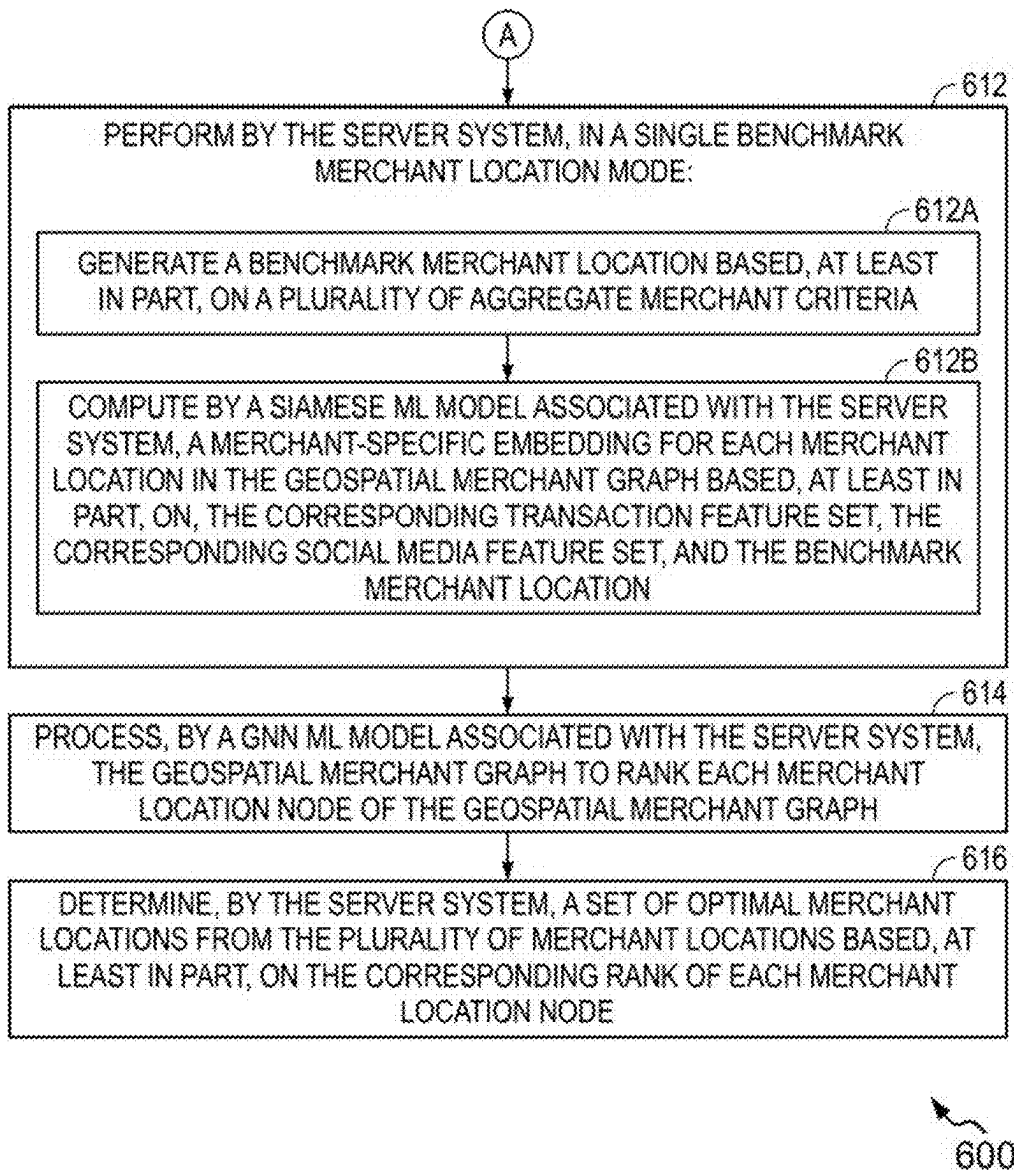 A
612
PERFORM BY THE SERVER SYSTEM, IN A SINGLE BENCHMARK
MERCHANT LOCATION MODE:
612A
GENERATE A BENCHMARK MERCHANT LOCATION BASED, AT LEAST
IN PART, ON A PLURALITY OF AGGREGATE MERCHANT CRITERIA
612B
COMPUTE BY A SIAMESE ML MODEL ASSOCIATED WITH THE SERVER
SYSTEM, A MERCHANT-SPECIFIC EMBEDDING FOR EACH MERCHANT
LOCATION IN THE GEOSPATIAL MERCHANT GRAPH BASED, AT LEAST IN
PART, ON, THE CORRESPONDING TRANSACTION FEATURE SET, THE
CORRESPONDING SOCIAL MEDIA FEATURE SET, AND THE BENCHMARK
MERCHANT LOCATION
614
PROCESS, BY A GNN ML MODEL ASSOCIATED WITH THE SERVER SYSTEM,
THE GEOSPATIAL MERCHANT GRAPH TO RANK EACH MERCHANT
LOCATION NODE OF THE GEOSPATIAL MERCHANT GRAPH
616
DETERMINE, BY THE SERVER SYSTEM, A SET OF OPTIMAL MERCHANT
LOCATIONS FROM THE PLURALITY OF MERCHANT LOCATIONS BASED, AT
LEAST IN PART, ON THE CORRESPONDING RANK OF EACH MERCHANT
LOCATION NODE
600